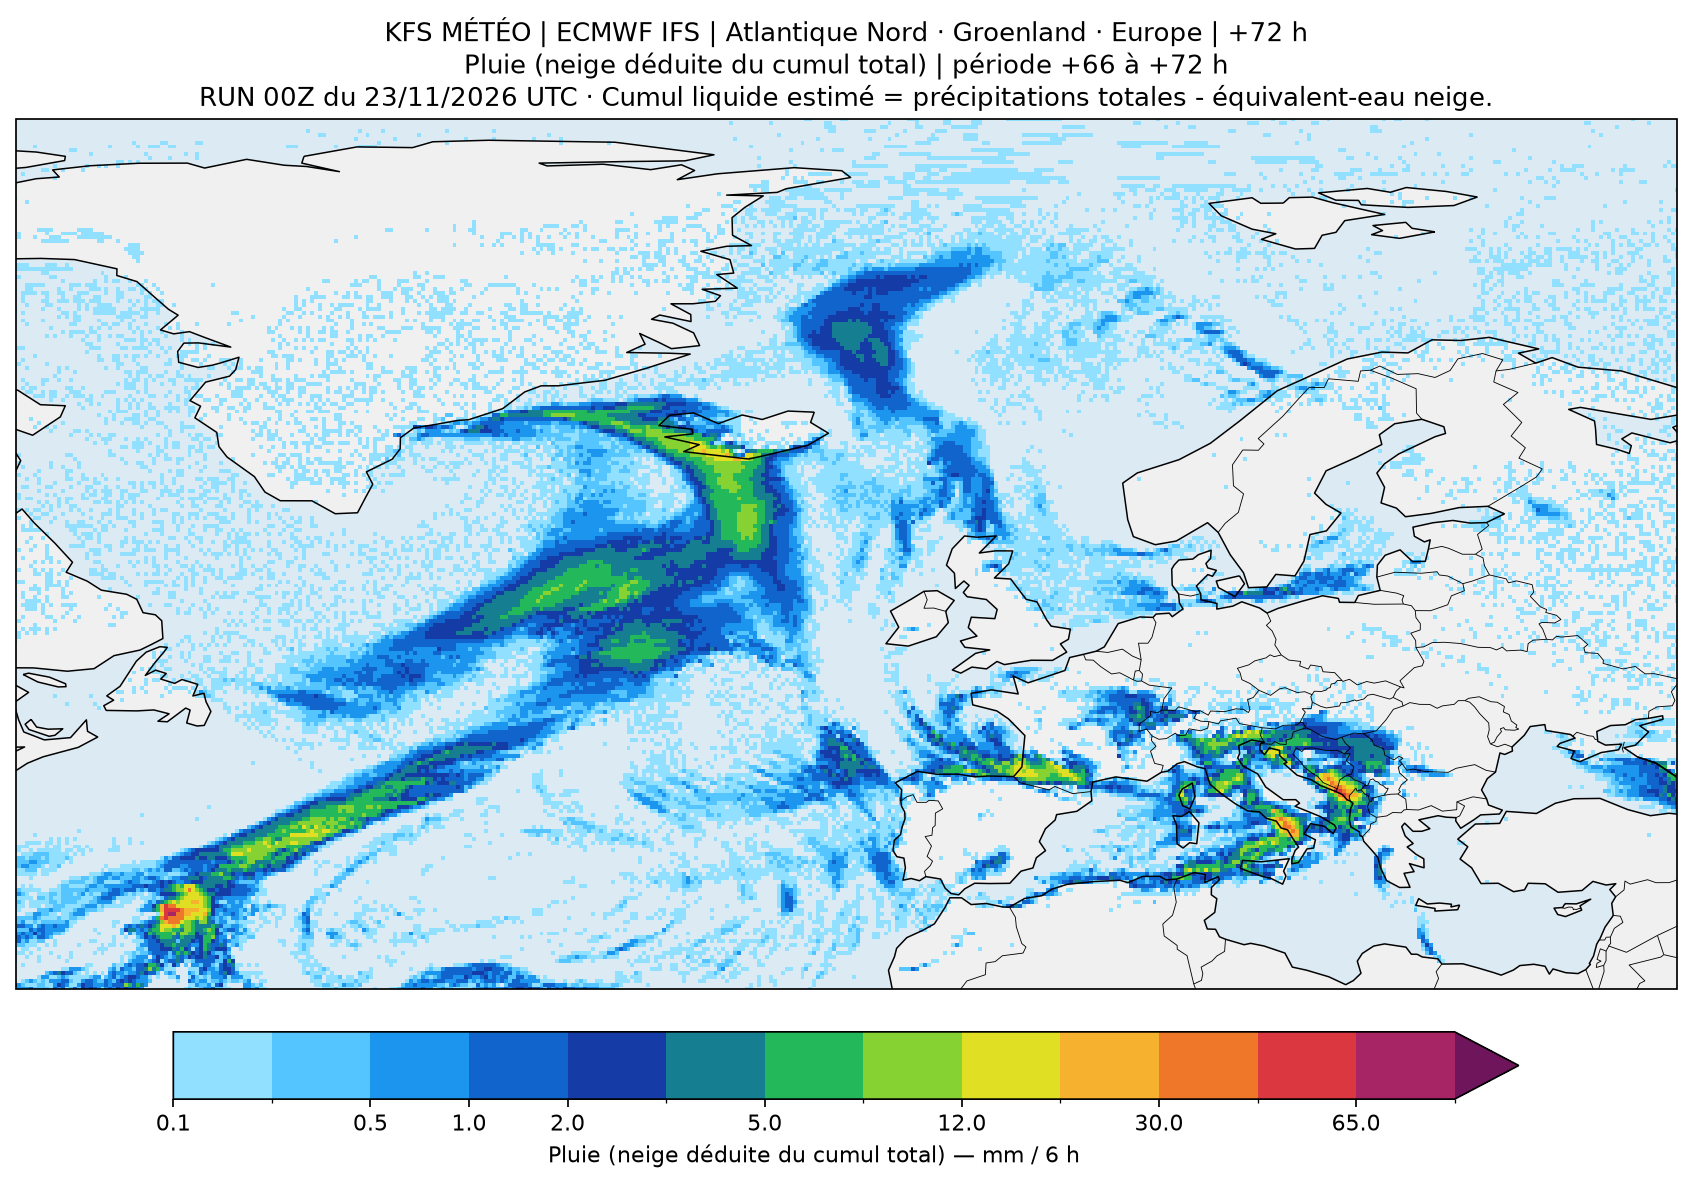 KFS MÉTÉO | ECMWF IFS | Atlantique Nord · Groenland · Europe | +72 h
Pluie (neige déduite du cumul total) | période +66 à +72 h
RUN 00Z du 23/11/2026 UTC · Cumul liquide estimé = précipitations totales - équivalent-eau neige.
0.1 0.5 1.0 2.0 5.0 12.0 30.0 65.0
Pluie (neige déduite du cumul total) — mm / 6 h